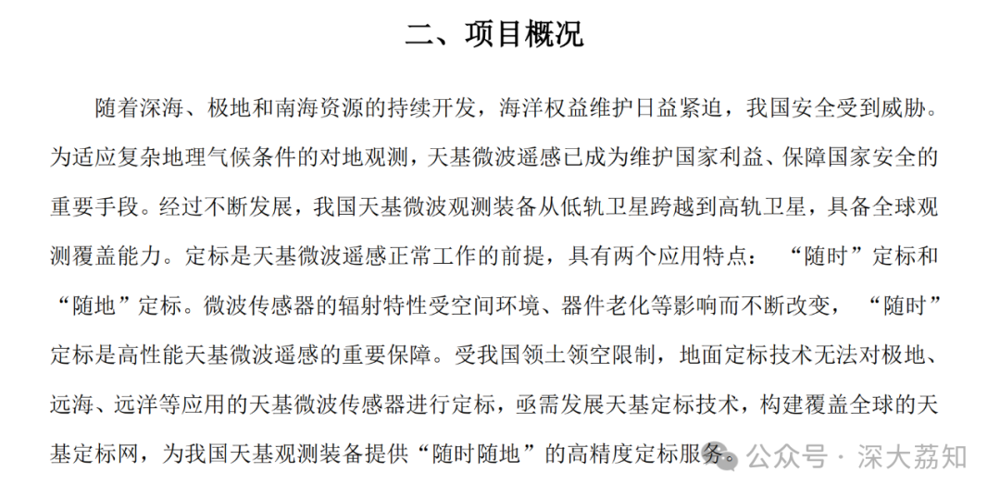 二、项目概况
随着深海、极地和南海资源的持续开发，海洋权益维护日益紧迫，我国安全受到威胁。
为适应复杂地理气候条件的对地观测，天基微波遥感已成为维护国家利益、保障国家安全的
重要手段。经过不断发展，我国天基微波观测装备从低轨卫星跨越到高轨卫星，具备全球观
测覆盖能力。定标是天基微波遥感正常工作的前提，具有两个应用特点： “随时”定标和
“随地”定标。微波传感器的辐射特性受空间环境、器件老化等影响而不断改变， “随时”
定标是高性能天基微波遥感的重要保障。受我国领土领空限制，地面定标技术无法对极地、
远海、远洋等应用的天基微波传感器进行定标，亟需发展天基定标技术，构建覆盖全球的天
基定标网，为我国天基观测装备提供“随时随地”的高精度定标服务。
公众号 · 深大荔知